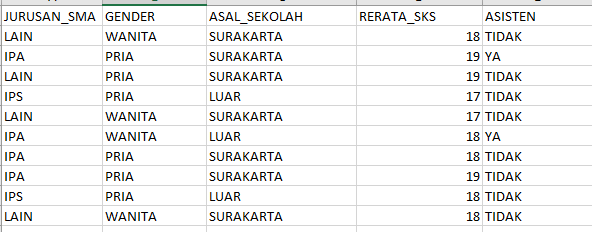 JURUSAN_SMA GENDER ASAL_SEKOLAH RERATA_SKS ASISTEN
LAIN WANITA SURAKARTA 18 TIDAK
IPA PRIA SURAKARTA 19 YA
LAIN PRIA SURAKARTA 19 TIDAK
IPS PRIA LUAR 17 TIDAK
LAIN WANITA SURAKARTA 17 TIDAK
IPA WANITA LUAR 18 YA
IPA PRIA SURAKARTA 18 TIDAK
IPA PRIA SURAKARTA 19 TIDAK
IPS PRIA LUAR 18 TIDAK
LAIN WANITA SURAKARTA 18 TIDAK